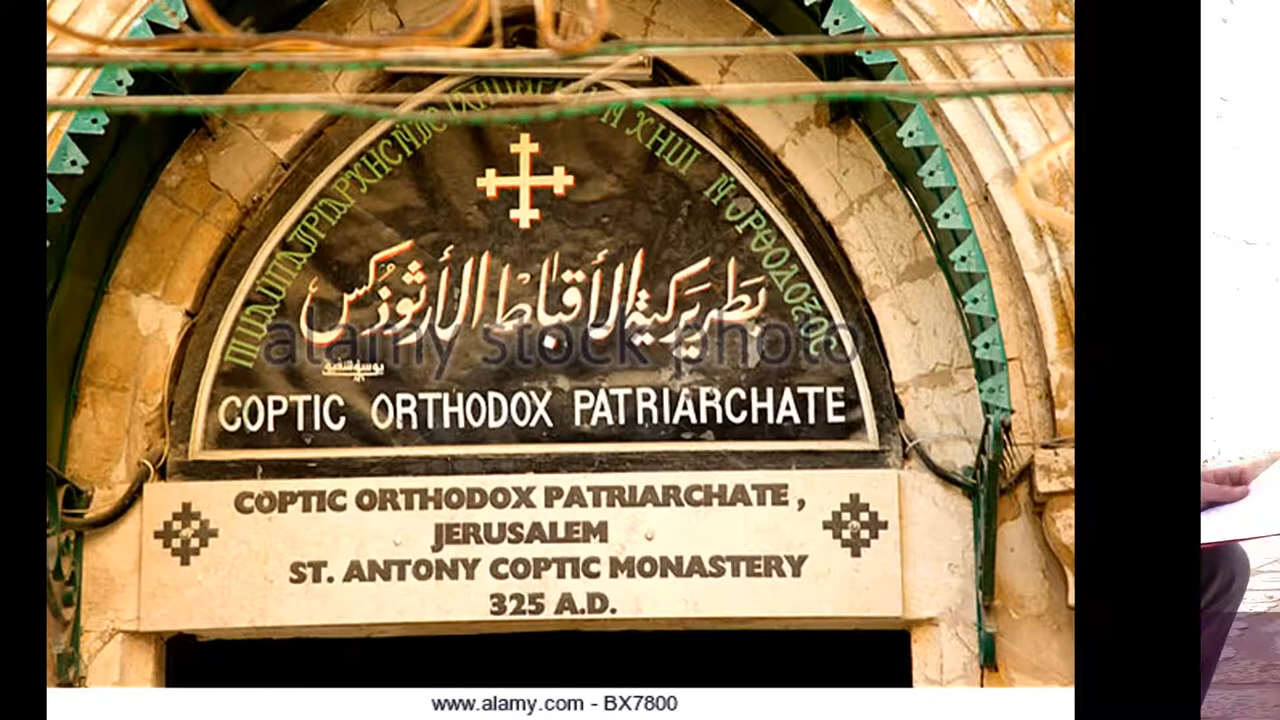 بطريركية الأقباط الأرثوذكس
COPTIC ORTHODOX PATRIARCHATE
COPTIC ORTHODOX PATRIARCHATE ,
JERUSALEM
ST. ANTONY COPTIC MONASTERY
325 A.D.
alamy stock photo
www.alamy.com - BX7800